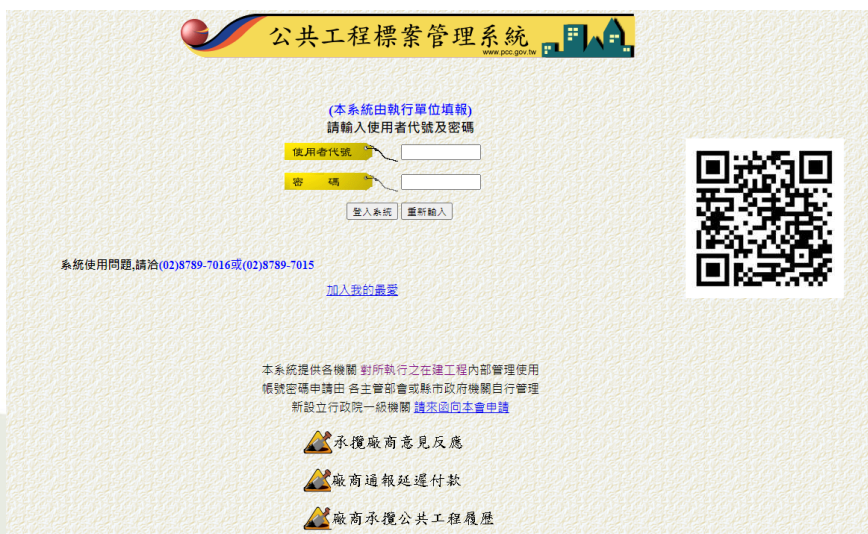 公共工程標案管理系統
www.pcc.gov.tw
(本系統由執行單位填報)
請輸入使用者代號及密碼
使用者代號
密 碼
登入系統 重新輸入
系統使用問題,請洽(02)8789-7016或(02)8789-7015
加入我的最愛
本系統提供各機關 對所執行之在建工程內部管理使用
帳號密碼申請由 各主管部會或縣市政府機關自行管理
新設立行政院一級機關 請來函向本會申請
承攬廠商意見反應
廠商通報延遲付款
廠商承攬公共工程履歷